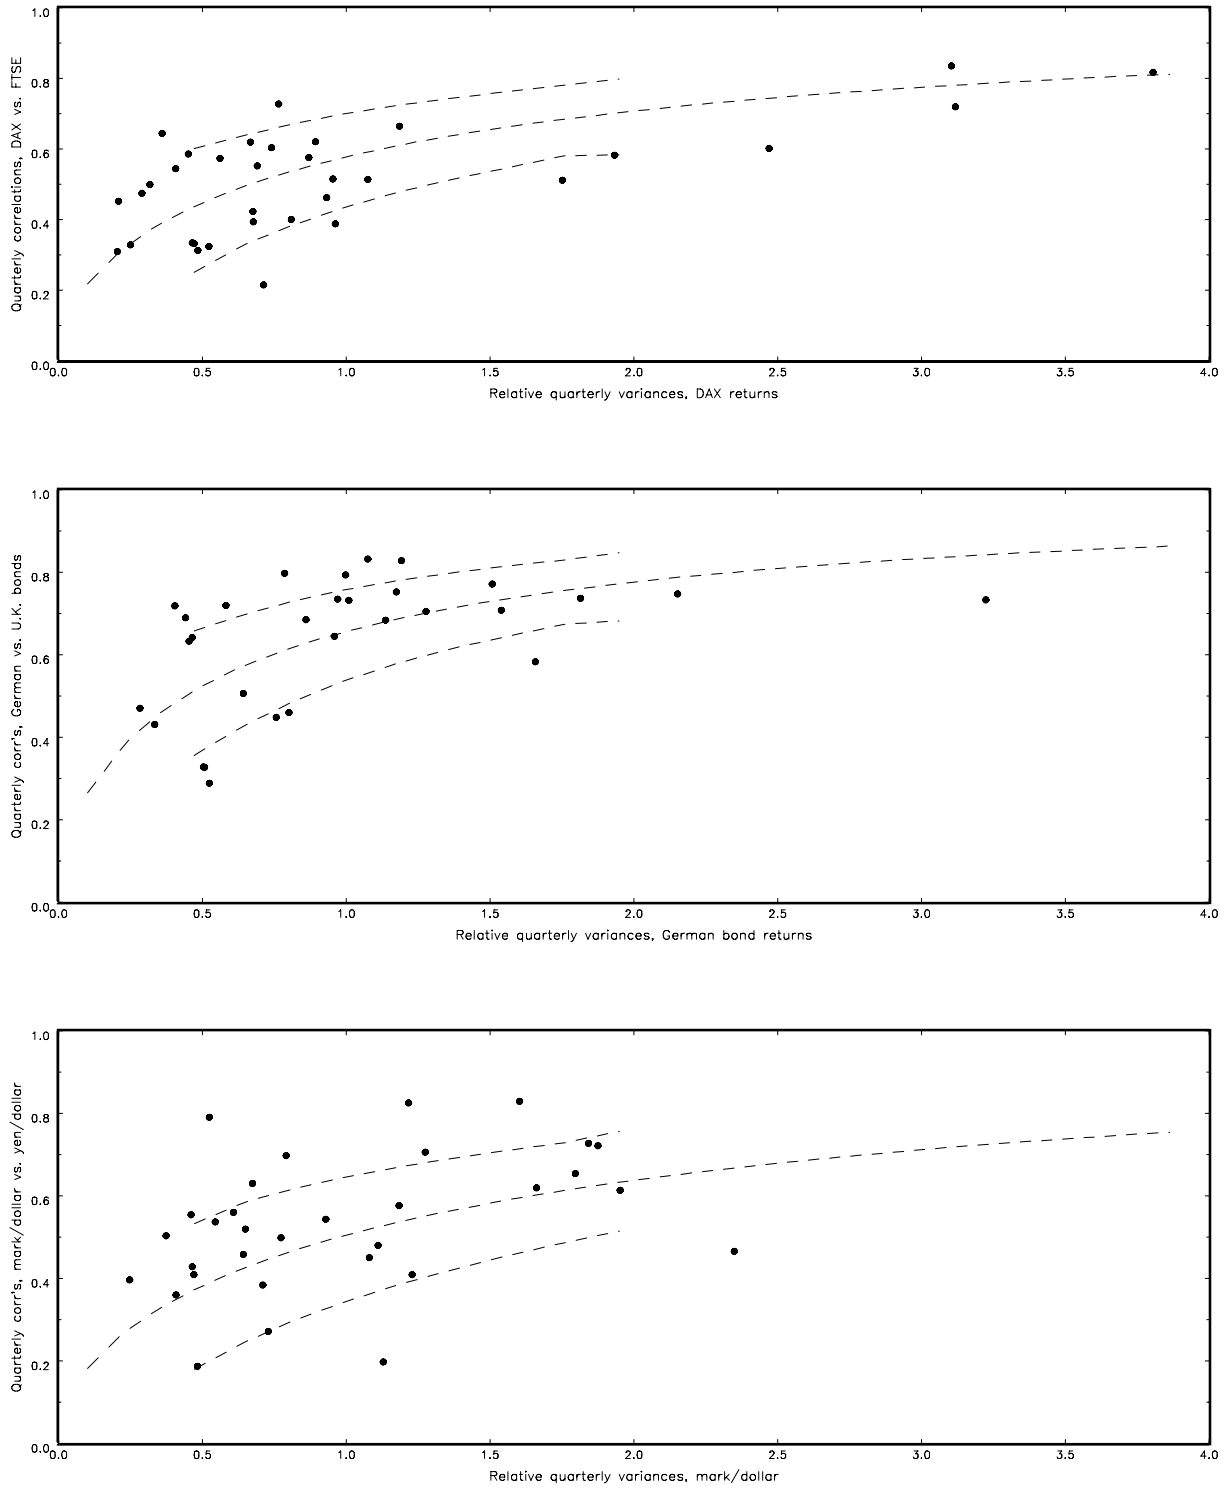 Quarterly correlations, DAX vs. FTSE
1.0
0.8
0.6
0.4
0.2
0.0
0.0 0.5 1.0 1.5 2.0 2.5 3.0 3.5 4.0
Relative quarterly variances, DAX returns
Quarterly corr's, German vs. U.K. bonds
1.0
0.8
0.6
0.4
0.2
0.0
0.0 0.5 1.0 1.5 2.0 2.5 3.0 3.5 4.0
Relative quarterly variances, German bond returns
Quarterly corr's, mark/dollar vs. yen/dollar
1.0
0.8
0.6
0.4
0.2
0.0
0.0 0.5 1.0 1.5 2.0 2.5 3.0 3.5 4.0
Relative quarterly variances, mark/dollar